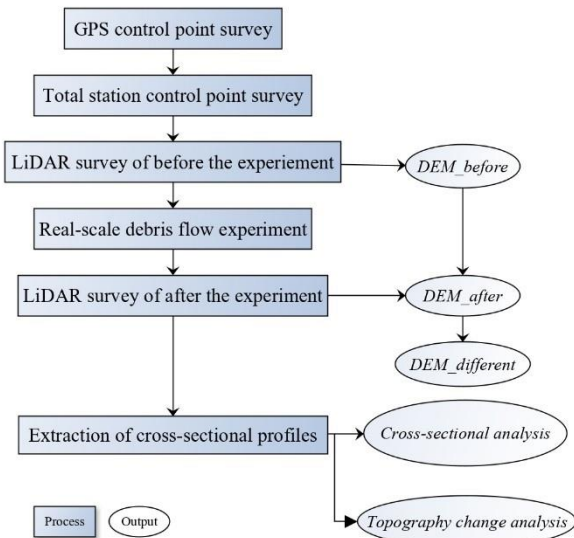 GPS control point survey
Total station control point survey
LiDAR survey of before the experiement
DEM_before
Real-scale debris flow experiment
LiDAR survey of after the experiment
DEM_after
DEM_different
Extraction of cross-sectional profiles
Cross-sectional analysis
Process
Output
Topography change analysis